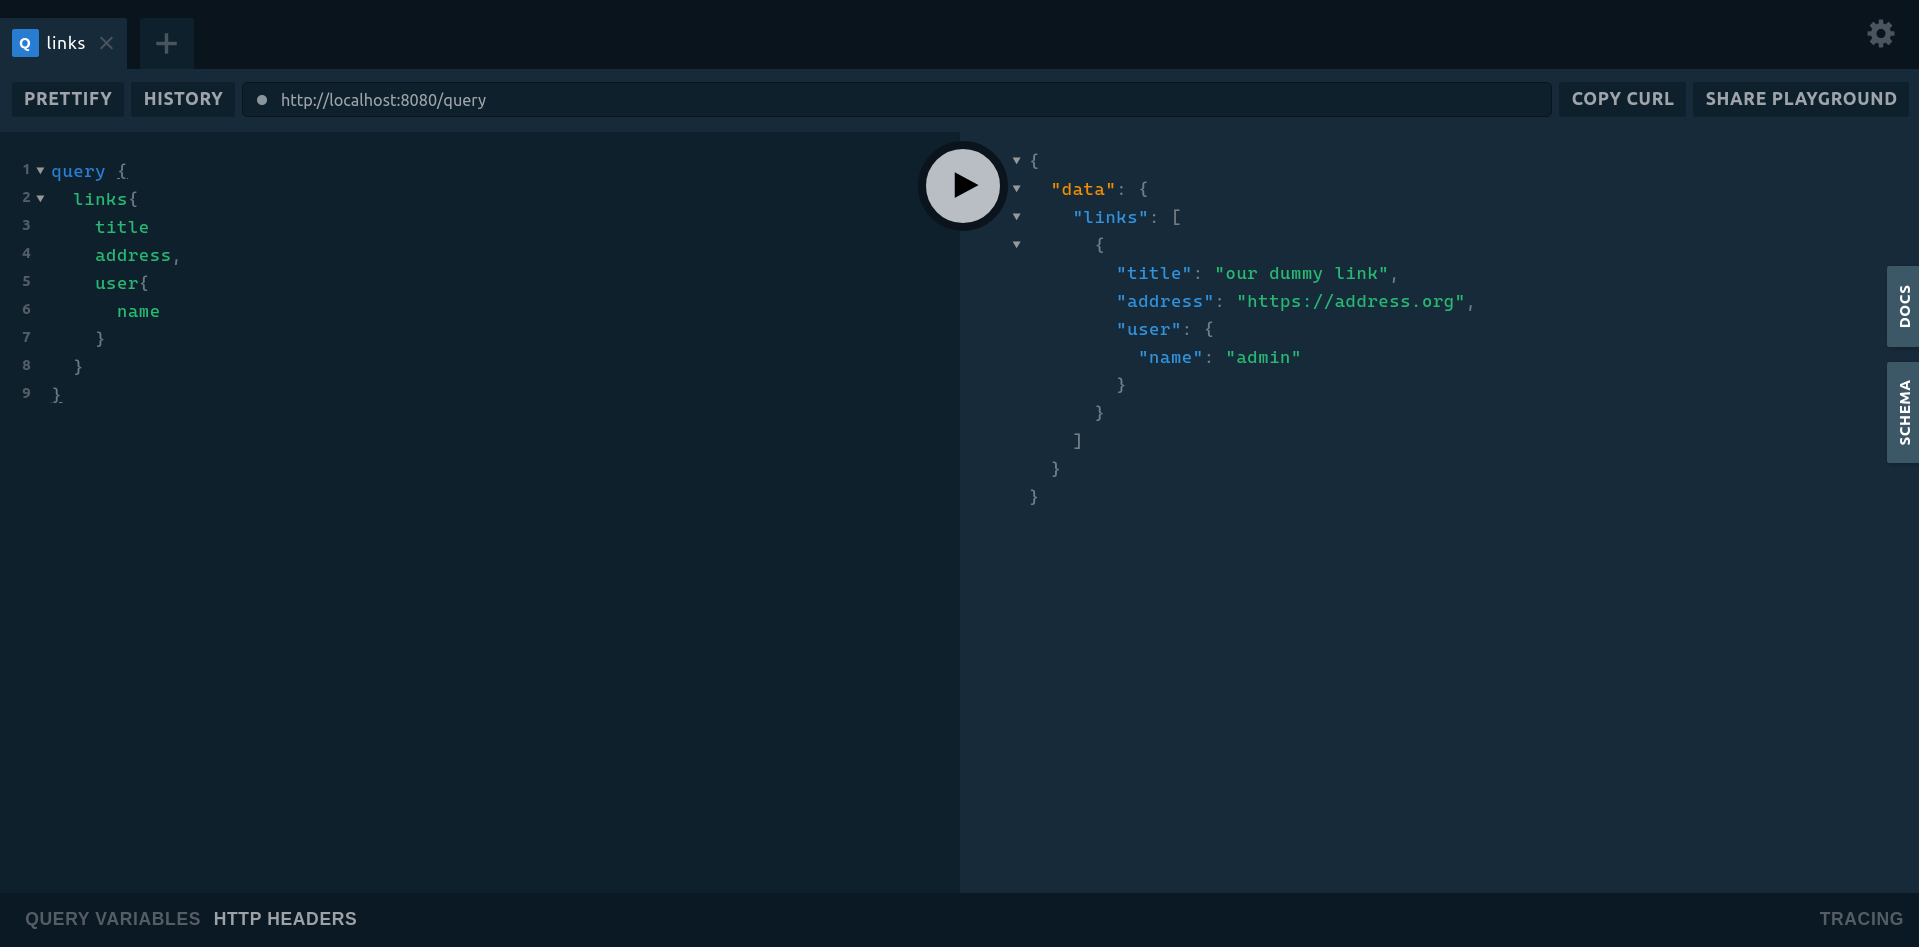 Q links
PRETTIFY HISTORY http://localhost:8080/query COPY CURL SHARE PLAYGROUND
1 query {
2 links{
3 title
4 address,
5 user{
6 name
7 }
8 }
9 }
{
"data": {
"links": [
{
"title": "our dummy link",
"address": "https://address.org",
"user": {
"name": "admin"
}
}
]
}
}
DOCS
SCHEMA
QUERY VARIABLES HTTP HEADERS TRACING